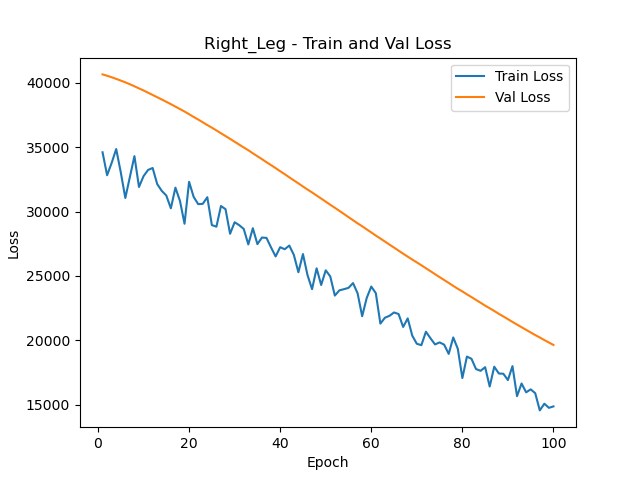 Right_Leg - Train and Val Loss
Train Loss
Val Loss
40000
35000
30000
25000
20000
15000
Loss
0 20 40 60 80 100
Epoch